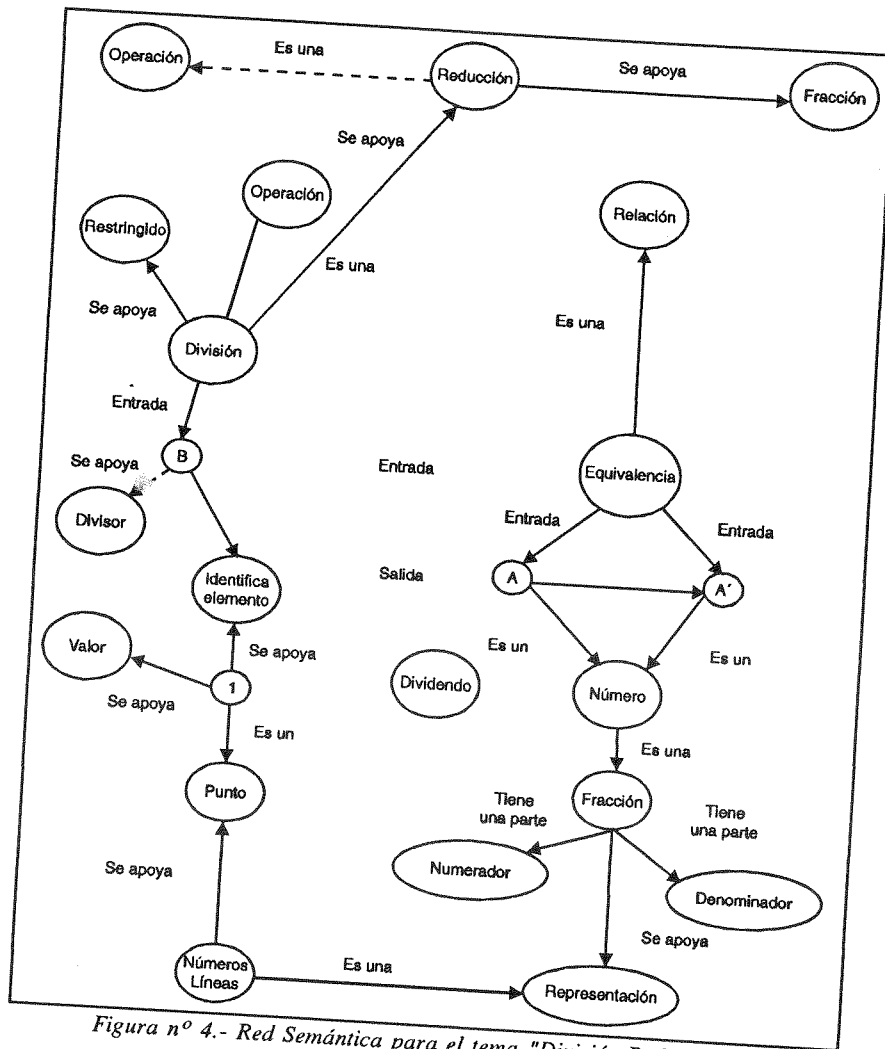 Operación
Es una
Reducción
Se apoya
Fracción
Se apoya
Operación
Restringido
Relación
Es una
Se apoya
Es una
División
Entrada
B
Se apoya
Entrada
Equivalencia
Divisor
Entrada
Entrada
Identifica
elemento
Salida
A
A´
Valor
Se apoya
Es un
Es un
1
Dividendo
Número
Se apoya
Es un
Es una
Punto
Fracción
Tiene
una parte
Tiene
una parte
Se apoya
Numerador
Denominador
Se apoya
Números
Líneas
Es una
Representación
Figura nº 4.- Red Semántica para el tema "División